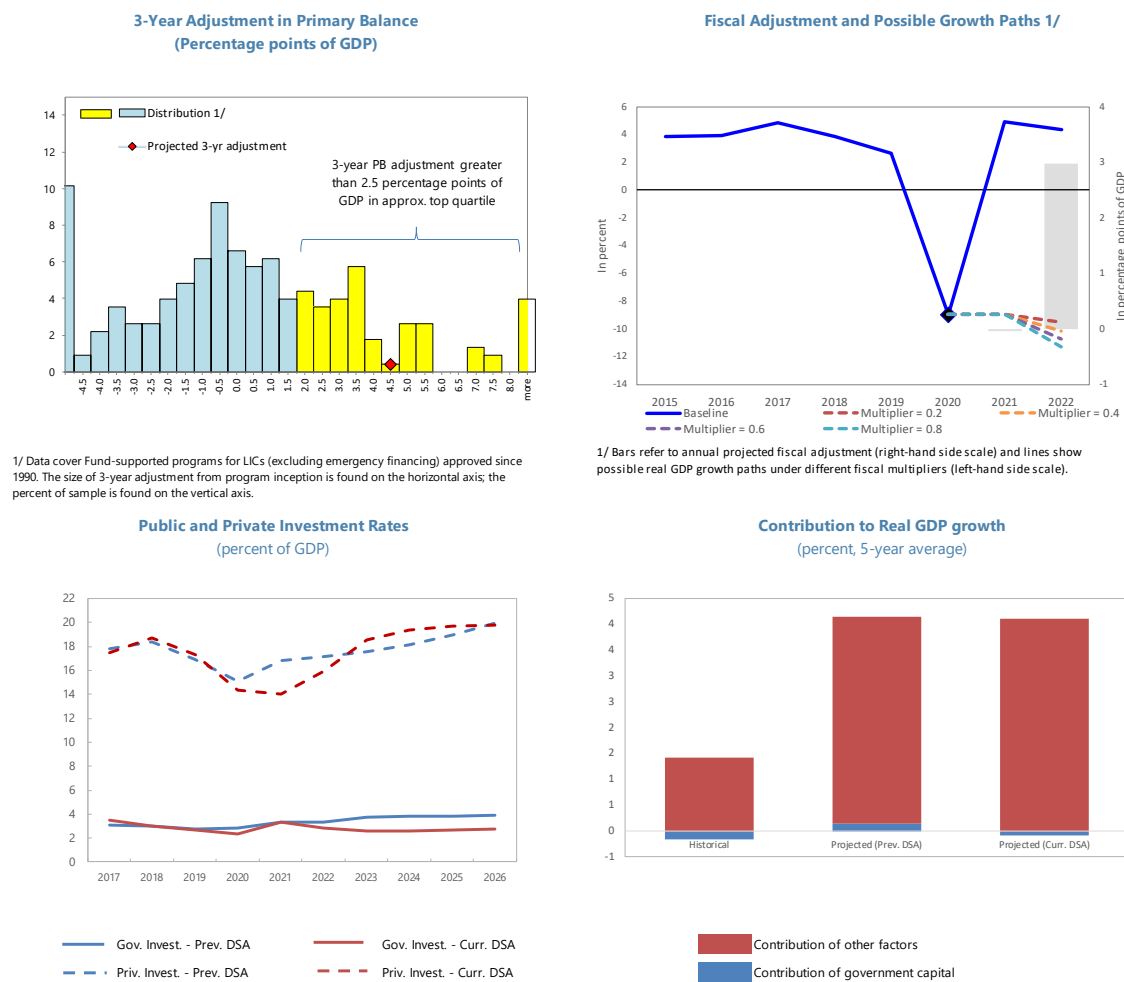 3-Year Adjustment in Primary Balance
(Percentage points of GDP)
14
12
10
8
6
4
2
0
Distribution 1/
Projected 3-yr adjustment
3-year PB adjustment greater
than 2.5 percentage points of
GDP in approx. top quartile
-4.5 -4.0 -3.5 -3.0 -2.5 -2.0 -1.5 -1.0 -0.5 0.0 0.5 1.0 1.5 2.0 2.5 3.0 3.5 4.0 4.5 5.0 5.5 6.0 6.5 7.0 7.5 8.0 more
1/ Data cover Fund-supported programs for LICs (excluding emergency financing) approved since
1990. The size of 3-year adjustment from program inception is found on the horizontal axis; the
percent of sample is found on the vertical axis.
Fiscal Adjustment and Possible Growth Paths 1/
In percent
6
4
2
0
-2
-4
-6
-8
-10
-12
-14
4
3
2
1
0
-1
In percentage points of GDP
2015 2016 2017 2018 2019 2020 2021 2022
Baseline Multiplier = 0.2 Multiplier = 0.4
Multiplier = 0.6 Multiplier = 0.8
1/ Bars refer to annual projected fiscal adjustment (right-hand side scale) and lines show
possible real GDP growth paths under different fiscal multipliers (left-hand side scale).
Public and Private Investment Rates
(percent of GDP)
22
20
18
16
14
12
10
8
6
4
2
0
2017 2018 2019 2020 2021 2022 2023 2024 2025 2026
Gov. Invest. - Prev. DSA Gov. Invest. - Curr. DSA
Priv. Invest. - Prev. DSA Priv. Invest. - Curr. DSA
Contribution to Real GDP growth
(percent, 5-year average)
5
4
4
3
3
2
2
1
1
0
-1
Historical Projected (Prev. DSA) Projected (Curr. DSA)
Contribution of other factors
Contribution of government capital